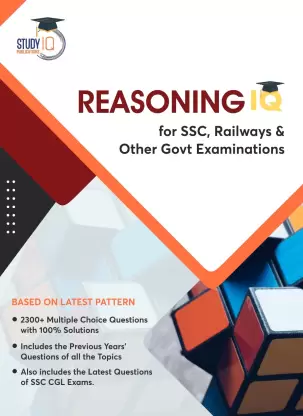 STUDY IQ
PUBLICATIONS
REASONING IQ
for SSC, Railways &
Other Govt Examinations
BASED ON LATEST PATTERN
2300+ Multiple Choice Questions
with 100% Solutions
Includes the Previous Years'
Questions of all the Topics
Also includes the Latest Questions
of SSC CGL Exams.